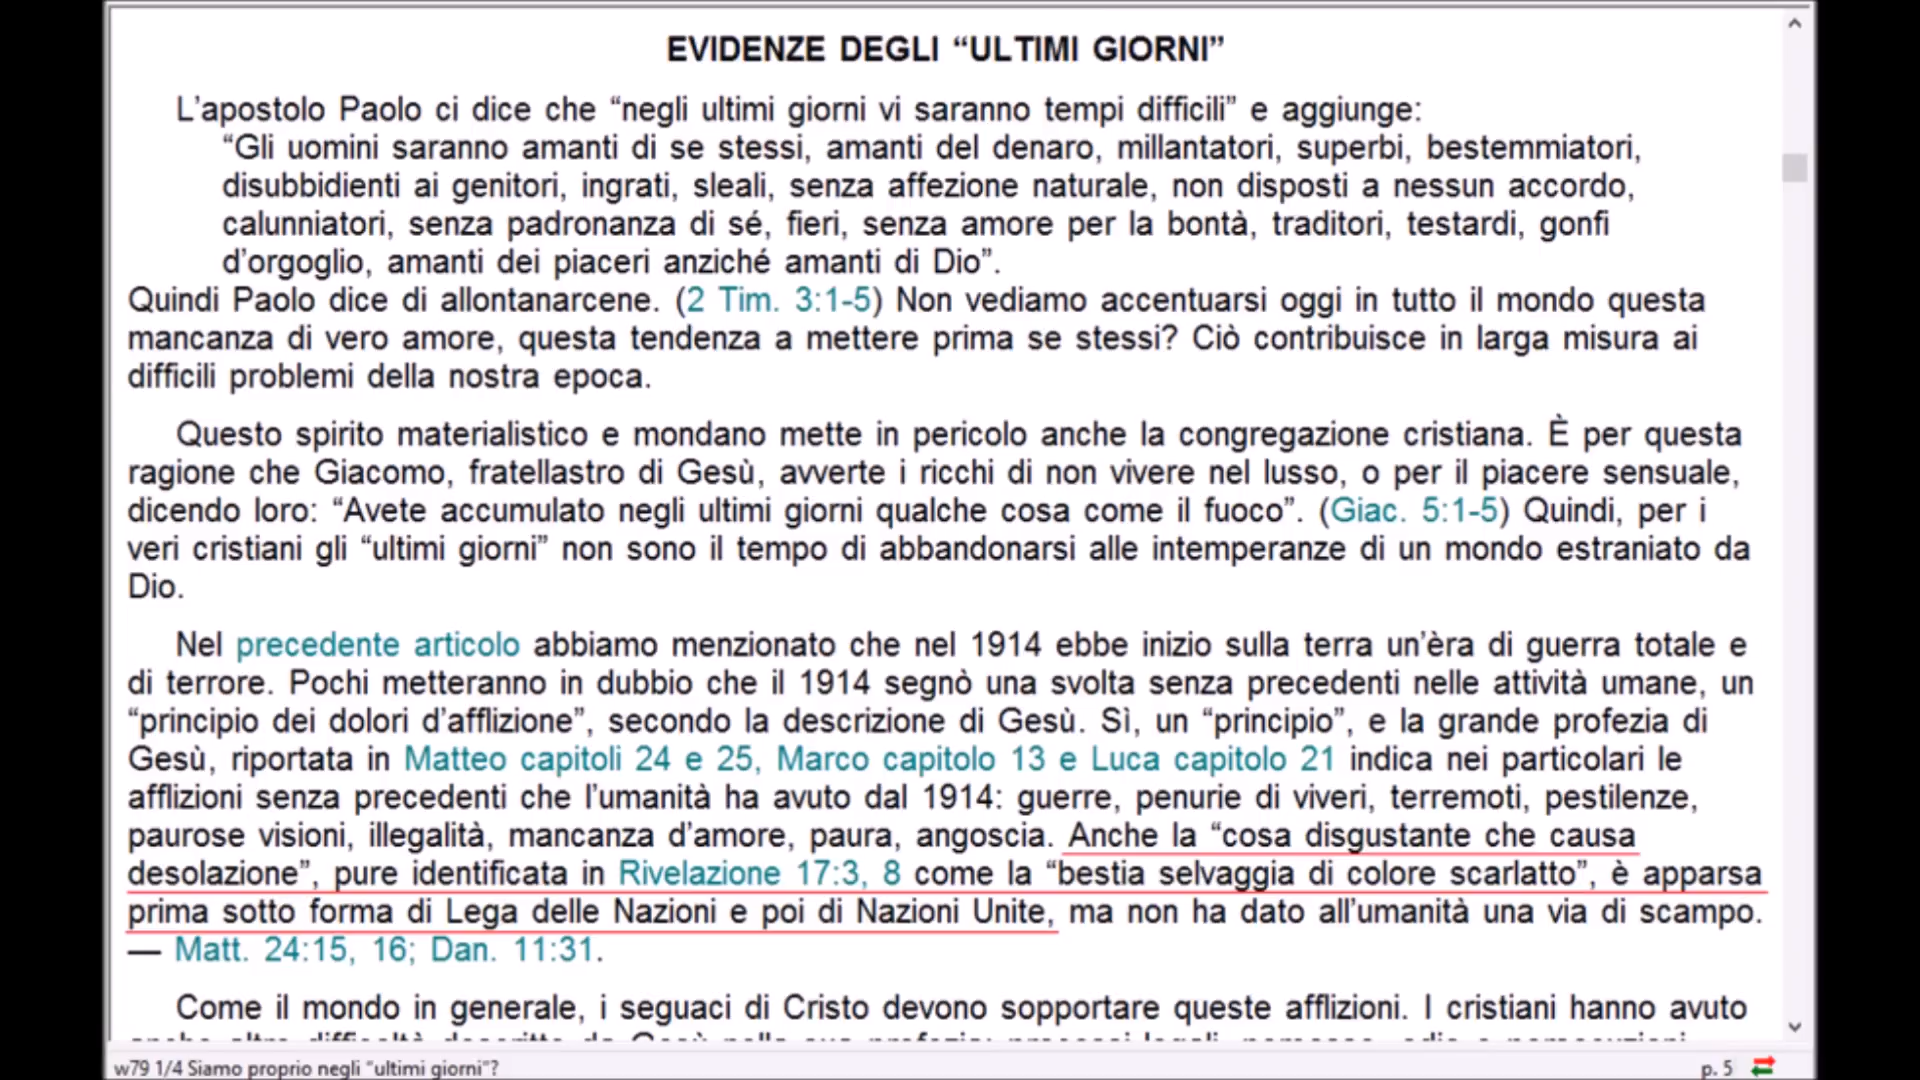 EVIDENZE DEGLI “ULTIMI GIORNI”
L’apostolo Paolo ci dice che “negli ultimi giorni vi saranno tempi difficili” e aggiunge:
“Gli uomini saranno amanti di se stessi, amanti del denaro, millantatori, superbi, bestemmiatori,
disubbidienti ai genitori, ingrati, sleali, senza affezione naturale, non disposti a nessun accordo,
calunniatori, senza padronanza di sé, fieri, senza amore per la bontà, traditori, testardi, gonfi
d’orgoglio, amanti dei piaceri anziché amanti di Dio”.
Quindi Paolo dice di allontanarcene. (2 Tim. 3:1-5) Non vediamo accentuarsi oggi in tutto il mondo questa
mancanza di vero amore, questa tendenza a mettere prima se stessi? Ciò contribuisce in larga misura ai
difficili problemi della nostra epoca.
Questo spirito materialistico e mondano mette in pericolo anche la congregazione cristiana. È per questa
ragione che Giacomo, fratellastro di Gesù, avverte i ricchi di non vivere nel lusso, o per il piacere sensuale,
dicendo loro: “Avete accumulato negli ultimi giorni qualche cosa come il fuoco”. (Giac. 5:1-5) Quindi, per i
veri cristiani gli “ultimi giorni” non sono il tempo di abbandonarsi alle intemperanze di un mondo estraniato da
Dio.
Nel precedente articolo abbiamo menzionato che nel 1914 ebbe inizio sulla terra un’èra di guerra totale e
di terrore. Pochi metteranno in dubbio che il 1914 segnò una svolta senza precedenti nelle attività umane, un
“principio dei dolori d’afflizione”, secondo la descrizione di Gesù. Sì, un “principio”, e la grande profezia di
Gesù, riportata in Matteo capitoli 24 e 25, Marco capitolo 13 e Luca capitolo 21 indica nei particolari le
afflizioni senza precedenti che l’umanità ha avuto dal 1914: guerre, penurie di viveri, terremoti, pestilenze,
paurose visioni, illegalità, mancanza d’amore, paura, angoscia. Anche la “cosa disgustante che causa
desolazione”, pure identificata in Rivelazione 17:3, 8 come la “bestia selvaggia di colore scarlatto”, è apparsa
prima sotto forma di Lega delle Nazioni e poi di Nazioni Unite, ma non ha dato all’umanità una via di scampo.
— Matt. 24:15, 16; Dan. 11:31.
Come il mondo in generale, i seguaci di Cristo devono sopportare queste afflizioni. I cristiani hanno avuto
w79 1/4 Siamo proprio negli “ultimi giorni”?
p. 5